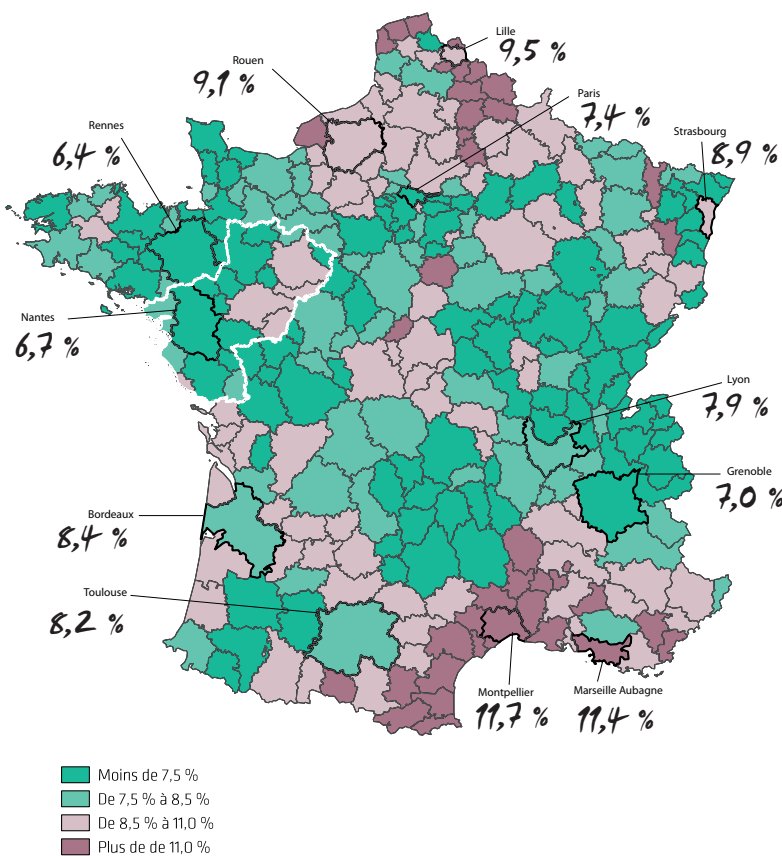 Lille
9,5 %
Rouen
9,1 %
Paris
7,4 %
Rennes
6,4 %
Strasbourg
8,9 %
Nantes
6,7 %
Lyon
7,9 %
Grenoble
7,0 %
Bordeaux
8,4 %
Toulouse
8,2 %
Montpellier
11,7 %
Marseille Aubagne
11,4 %
Moins de 7,5 %
De 7,5 % à 8,5 %
De 8,5 % à 11,0 %
Plus de de 11,0 %